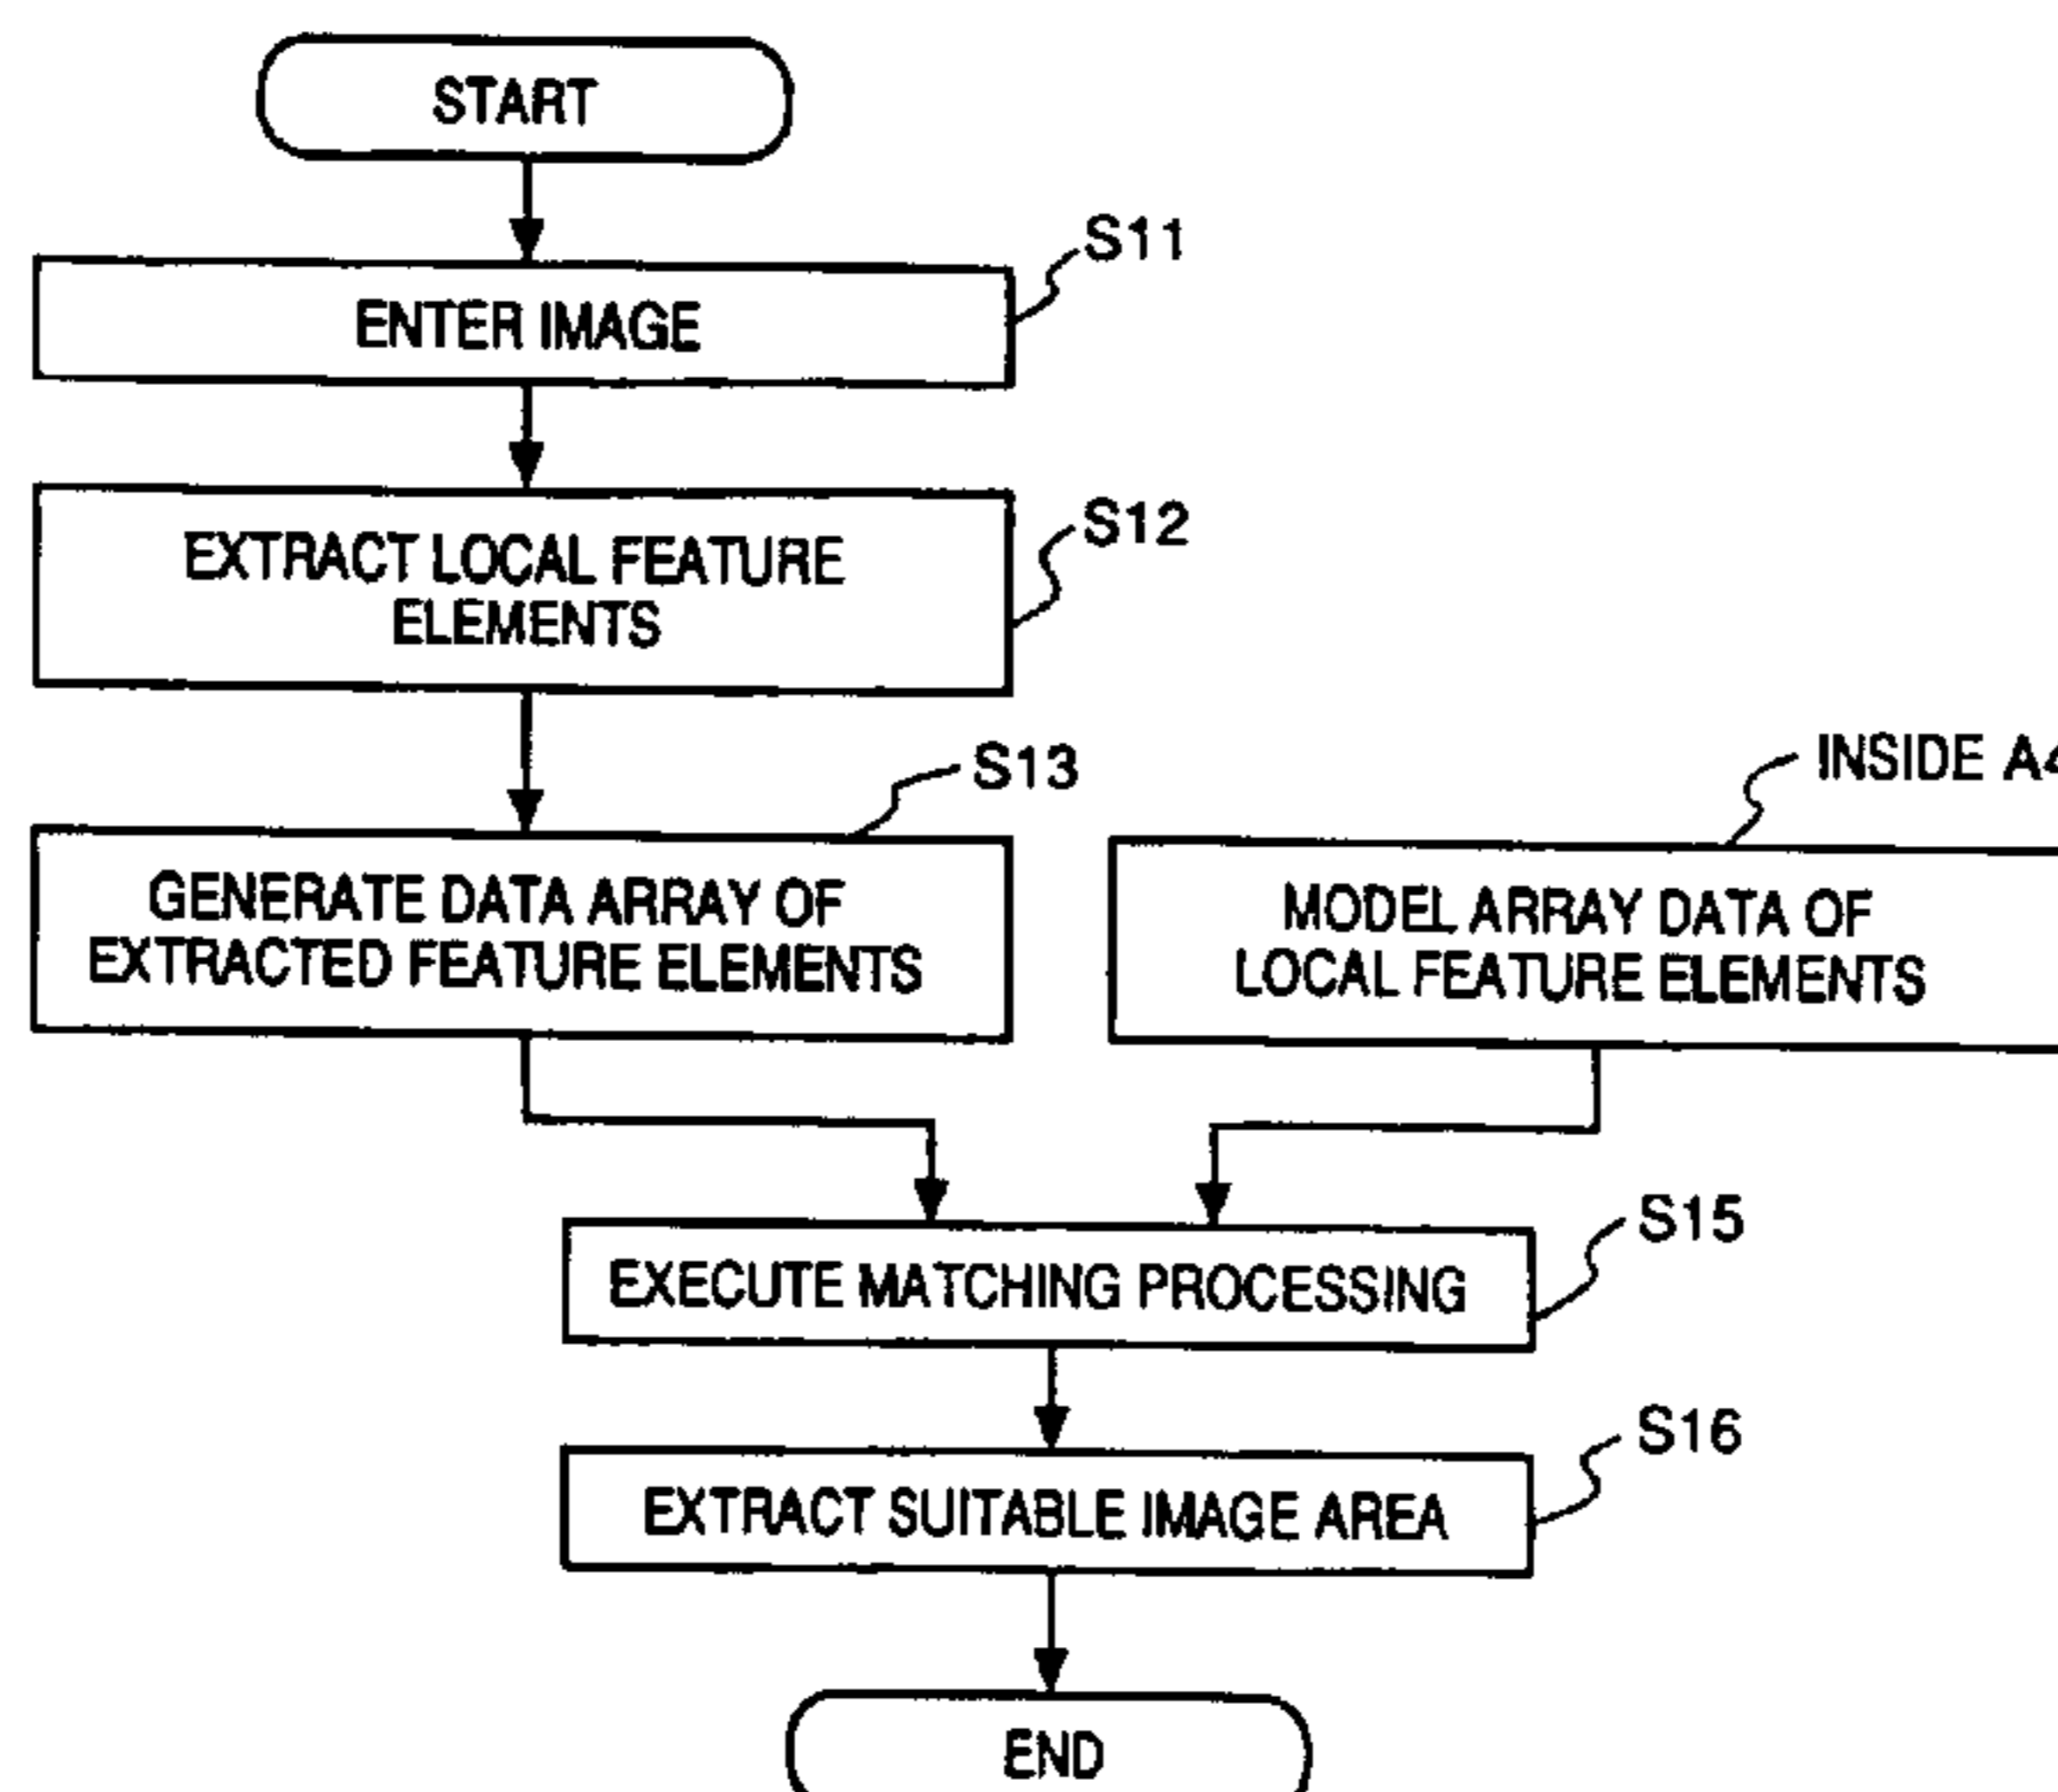 START
S11
ENTER IMAGE
S12
EXTRACT LOCAL FEATURE
ELEMENTS
S13
GENERATE DATA ARRAY OF
EXTRACTED FEATURE ELEMENTS
INSIDE A4
MODEL ARRAY DATA OF
LOCAL FEATURE ELEMENTS
S15
EXECUTE MATCHING PROCESSING
S16
EXTRACT SUITABLE IMAGE AREA
END